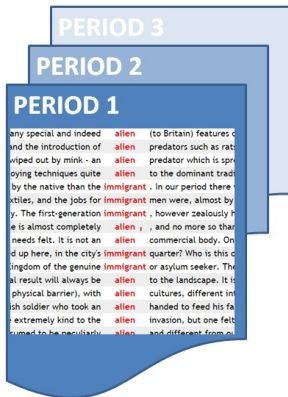 PERIOD 3
PERIOD 2
PERIOD 1
any special and indeed alien (to Britain) features
and the introduction of alien predators such as rats
wiped out by mink - an alien predator which is
oying techniques quite alien to the dominant
by the native than the immigrant . In our period there
xtiles, and the jobs for immigrant men were, almost by
y. The first-generation immigrant , however zealously h
e is almost completely alien , , and no more so than
needs felt. It is not an alien commercial body. On
d up here, in the city's immigrant quarter? Who is this c
kingdom of the genuine immigrant or asylum seeker. The
al result will always be alien to the landscape. It is
physical barrier), with alien cultures, different
ish soldier who took an alien handed to feed his fa
extremely kind to the alien invasion, but one felt
sumed to be peculiarly alien and different from